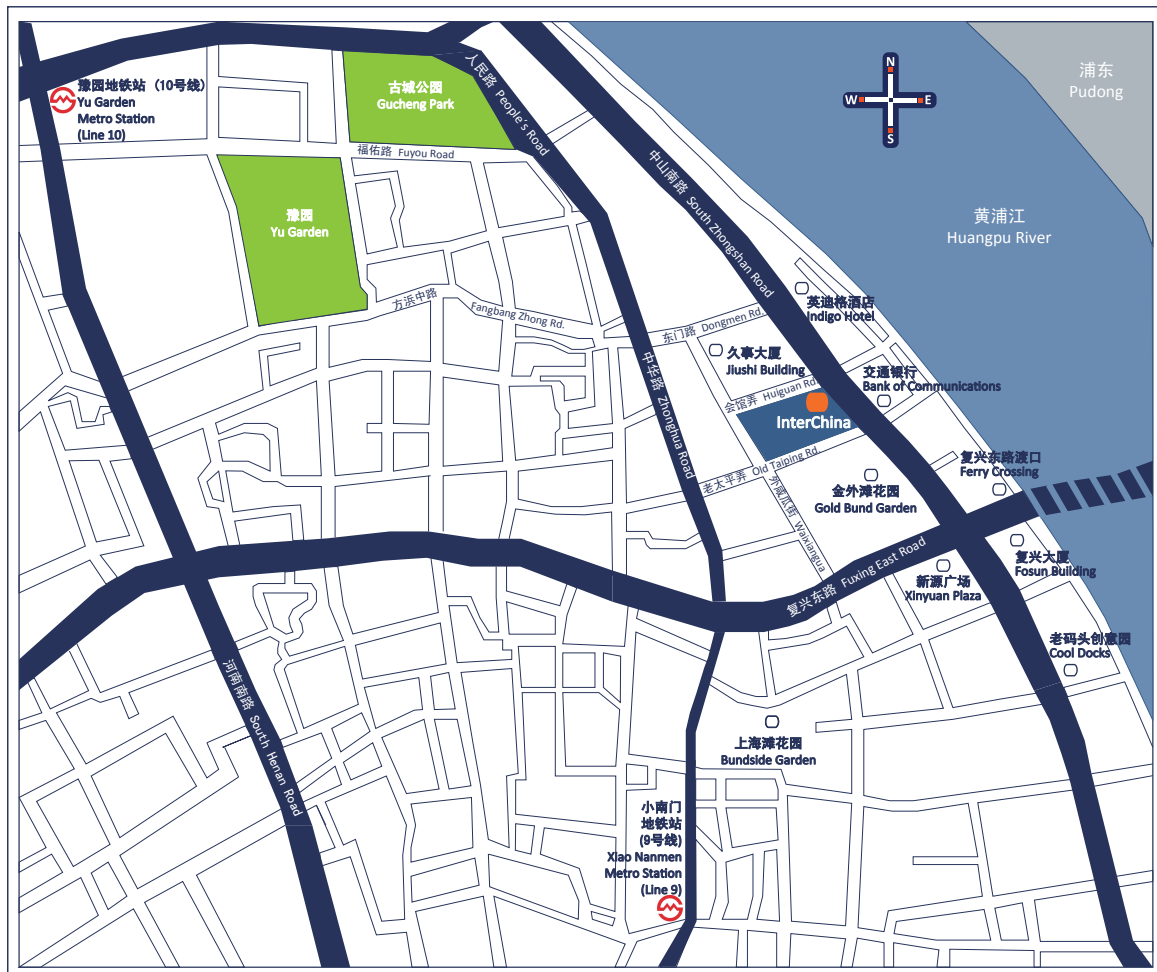 豫园地铁站 (10号线)
Yu Garden
Metro Station
(Line 10)
古城公园
Gucheng Park
人民路 People's Road
福佑路 Fuyou Road
豫园
Yu Garden
中山南路 South Zhongshan Road
N
W E
S
浦东
Pudong
黄浦江
Huangpu River
方浜中路 Fangbang Zhong Rd.
东门路 Dongmen Rd.
英迪格酒店
Indigo Hotel
久事大厦
Jiushi Building
中华路 Zhonghua Road
会馆弄 Huiguan Rd.
交通银行
Bank of Communications
InterChina
老太平弄 Old Taiping Rd.
外咸瓜街 Waixiangua
金外滩花园
Gold Bund Garden
复兴东路渡口
Ferry Crossing
复兴东路 Fuxing East Road
新源广场
Xinyuan Plaza
复兴大厦
Fosun Building
老码头创意园
Cool Docks
河南南路 South Henan Road
上海滩花园
Bundside Garden
小南门
地铁站
(9号线)
Xiao Nanmen
Metro Station
(Line 9)